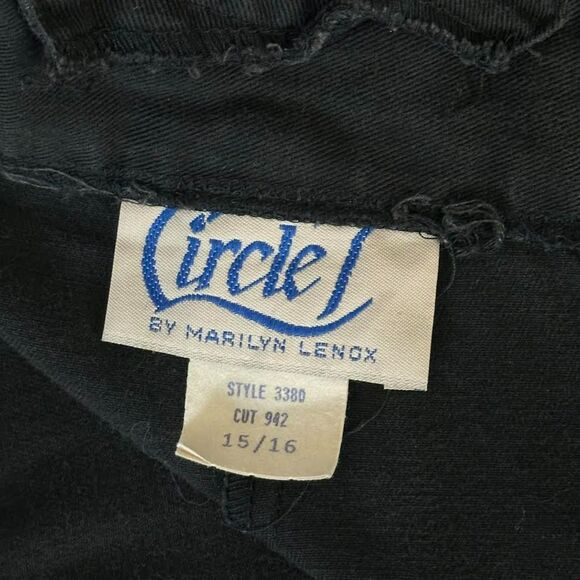 Circle T
BY MARILYN LENOX
STYLE 3380
CUT 942
15/16